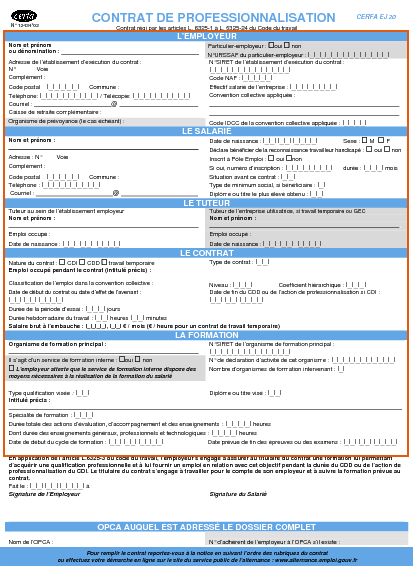 cerfa
CONTRAT DE PROFESSIONNALISATION
CERFA EJ 20
Contrat régi par les articles L. 6325-1 à L. 6325-24 du Code du travail
L'EMPLOYEUR
Nom et prénom
ou dénomination :
Particulier-employeur : oui non
N°URSSAF du particulier-employeur :
Adresse de l'établissement d'exécution du contrat :
N° Voie
Complément :
Code postal Commune :
Téléphone : Télécopie :
Courriel : @
Caisse de retraite complémentaire :
Organisme de prévoyance (le cas échéant) :
N°SIRET de l'établissement d'exécution du contrat :
Code NAF :
Effectif salarié de l'entreprise :
Convention collective appliquée :
Code IDCC de la convention collective appliquée :
LE SALARIÉ
Nom et prénom :
Adresse : N° Voie
Complément :
Code postal Commune :
Téléphone :
Courriel : @
Date de naissance : Sexe : M F
Déclare bénéficier de la reconnaissance travailleur handicapé : oui non
Inscrit à Pôle Emploi : oui non
Si oui, numéro d'inscription : durée : mois
Situation avant ce contrat :
Type de minimum social, si bénéficiaire :
Diplôme ou titre le plus élevé obtenu :
LE TUTEUR
Tuteur au sein de l'établissement employeur
Nom et prénom :
Emploi occupé :
Date de naissance :
Tuteur de l'entreprise utilisatrice, si travail temporaire ou GEC
Nom et prénom :
Emploi occupé :
Date de naissance :
LE CONTRAT
Nature du contrat : CDI CDD travail temporaire
Type de contrat :
Emploi occupé pendant le contrat (intitulé précis) :
Classification de l'emploi dans la convention collective :
Niveau : Coefficient hiérarchique :
Date de début du contrat ou date d'effet de l'avenant :
Date de fin du CDD ou de l'action de professionnalisation si CDI :
Durée de la période d'essai : jours
Durée hebdomadaire du travail : heures minutes
Salaire brut à l'embauche : € / mois (€ / heure pour un contrat de travail temporaire)
LA FORMATION
Organisme de formation principal :
N°SIRET de l'organisme de formation principal :
Il s'agit d'un service de formation interne : oui non
L'employeur atteste que le service de formation interne dispose des
moyens nécessaires à la réalisation de la formation du salarié
N° de déclaration d'activité de cet organisme :
Nombre d'organismes de formation intervenant :
Type qualification visée :
Diplôme ou titre visé :
Intitulé précis :
Spécialité de formation :
Durée totale des actions d'évaluation, d'accompagnement et des enseignements : heures
Dont durée des enseignements généraux, professionnels et technologiques : heures
Date de début du cycle de formation :
Date prévue de fin des épreuves ou des examens :
En application de l'article L.6325-3 du code du travail, l'employeur s'engage à assurer au titulaire du contrat une formation lui permettant
d'acquérir une qualification professionnelle et à lui fournir un emploi en relation avec cet objectif pendant la durée du CDD ou de l'action de
professionnalisation du CDI. Le titulaire du contrat s'engage à travailler pour le compte de son employeur et à suivre la formation prévue au
contrat.
Fait le : à
Signature de l'Employeur
Signature du Salarié
OPCA AUQUEL EST ADRESSÉ LE DOSSIER COMPLET
Nom de l'OPCA :
N° d'adhérent de l'employeur à l'OPCA s'il existe :
Pour remplir le contrat reportez-vous à la notice en suivant l'ordre des rubriques du contrat
ou effectuez votre démarche en ligne sur le site du service public de l'alternance : www.alternance.emploi.gouv.fr